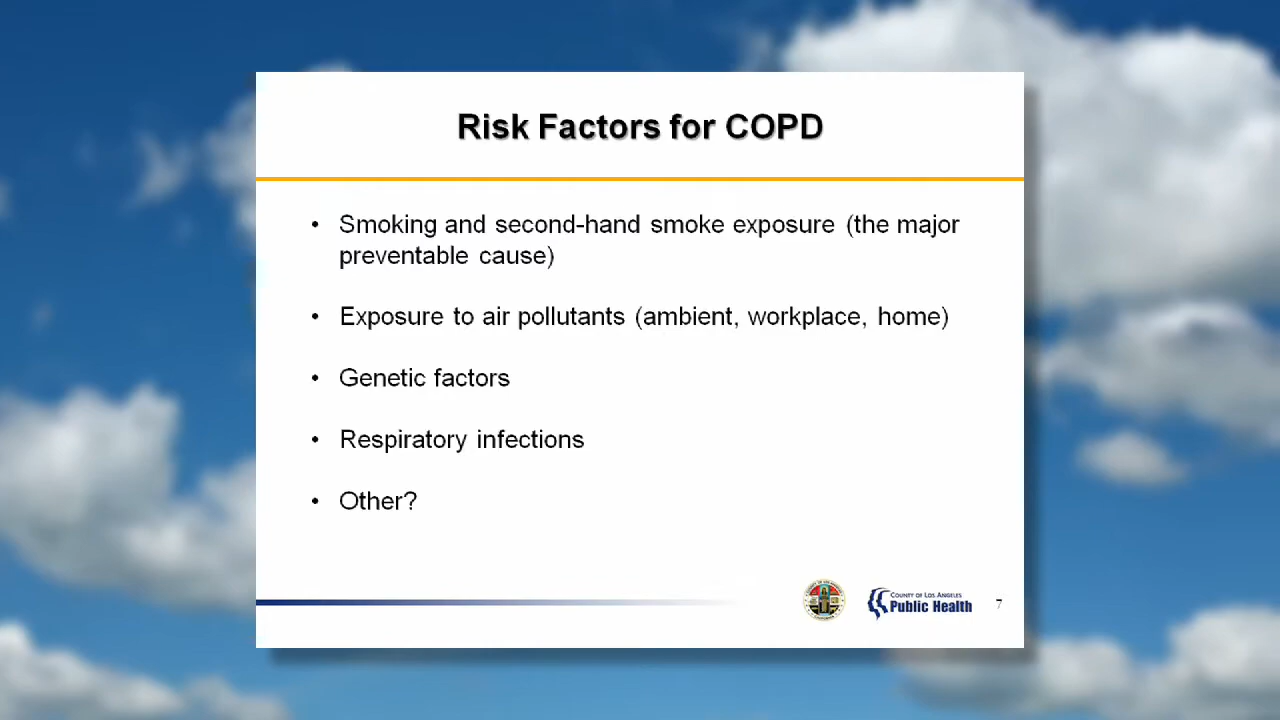 Risk Factors for COPD
• Smoking and second-hand smoke exposure (the major
preventable cause)
• Exposure to air pollutants (ambient, workplace, home)
• Genetic factors
• Respiratory infections
• Other?
COUNTY OF LOS ANGELES
Public Health
7